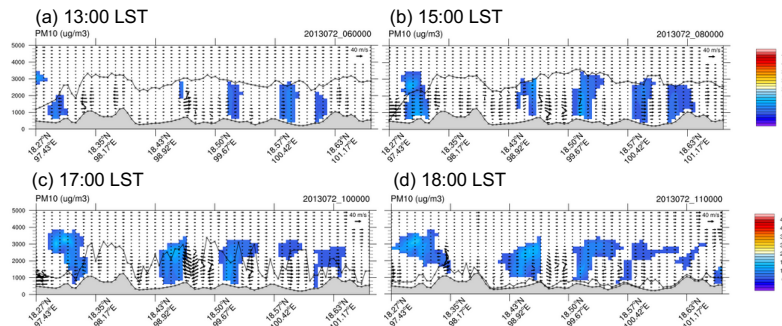 (a) 13:00 LST
PM10 (ug/m3) 2013072_060000
40 m/s
5000
4000
3000
2000
1000
0
18.27°N 97.43°E
18.35°N 98.17°E
18.43°N 98.92°E
18.50°N 99.67°E
18.57°N 100.42°E
18.63°N 101.17°E
(b) 15:00 LST
PM10 (ug/m3) 2013072_080000
40 m/s
18.27°N 97.43°E
18.35°N 98.17°E
18.43°N 98.92°E
18.50°N 99.67°E
18.57°N 100.42°E
18.63°N 101.17°E
(c) 17:00 LST
PM10 (ug/m3) 2013072_100000
40 m/s
5000
4000
3000
2000
1000
0
18.27°N 97.43°E
18.35°N 98.17°E
18.43°N 98.92°E
18.50°N 99.67°E
18.57°N 100.42°E
18.63°N 101.17°E
(d) 18:00 LST
PM10 (ug/m3) 2013072_110000
40 m/s
18.27°N 97.43°E
18.35°N 98.17°E
18.43°N 98.92°E
18.50°N 99.67°E
18.57°N 100.42°E
18.63°N 101.17°E